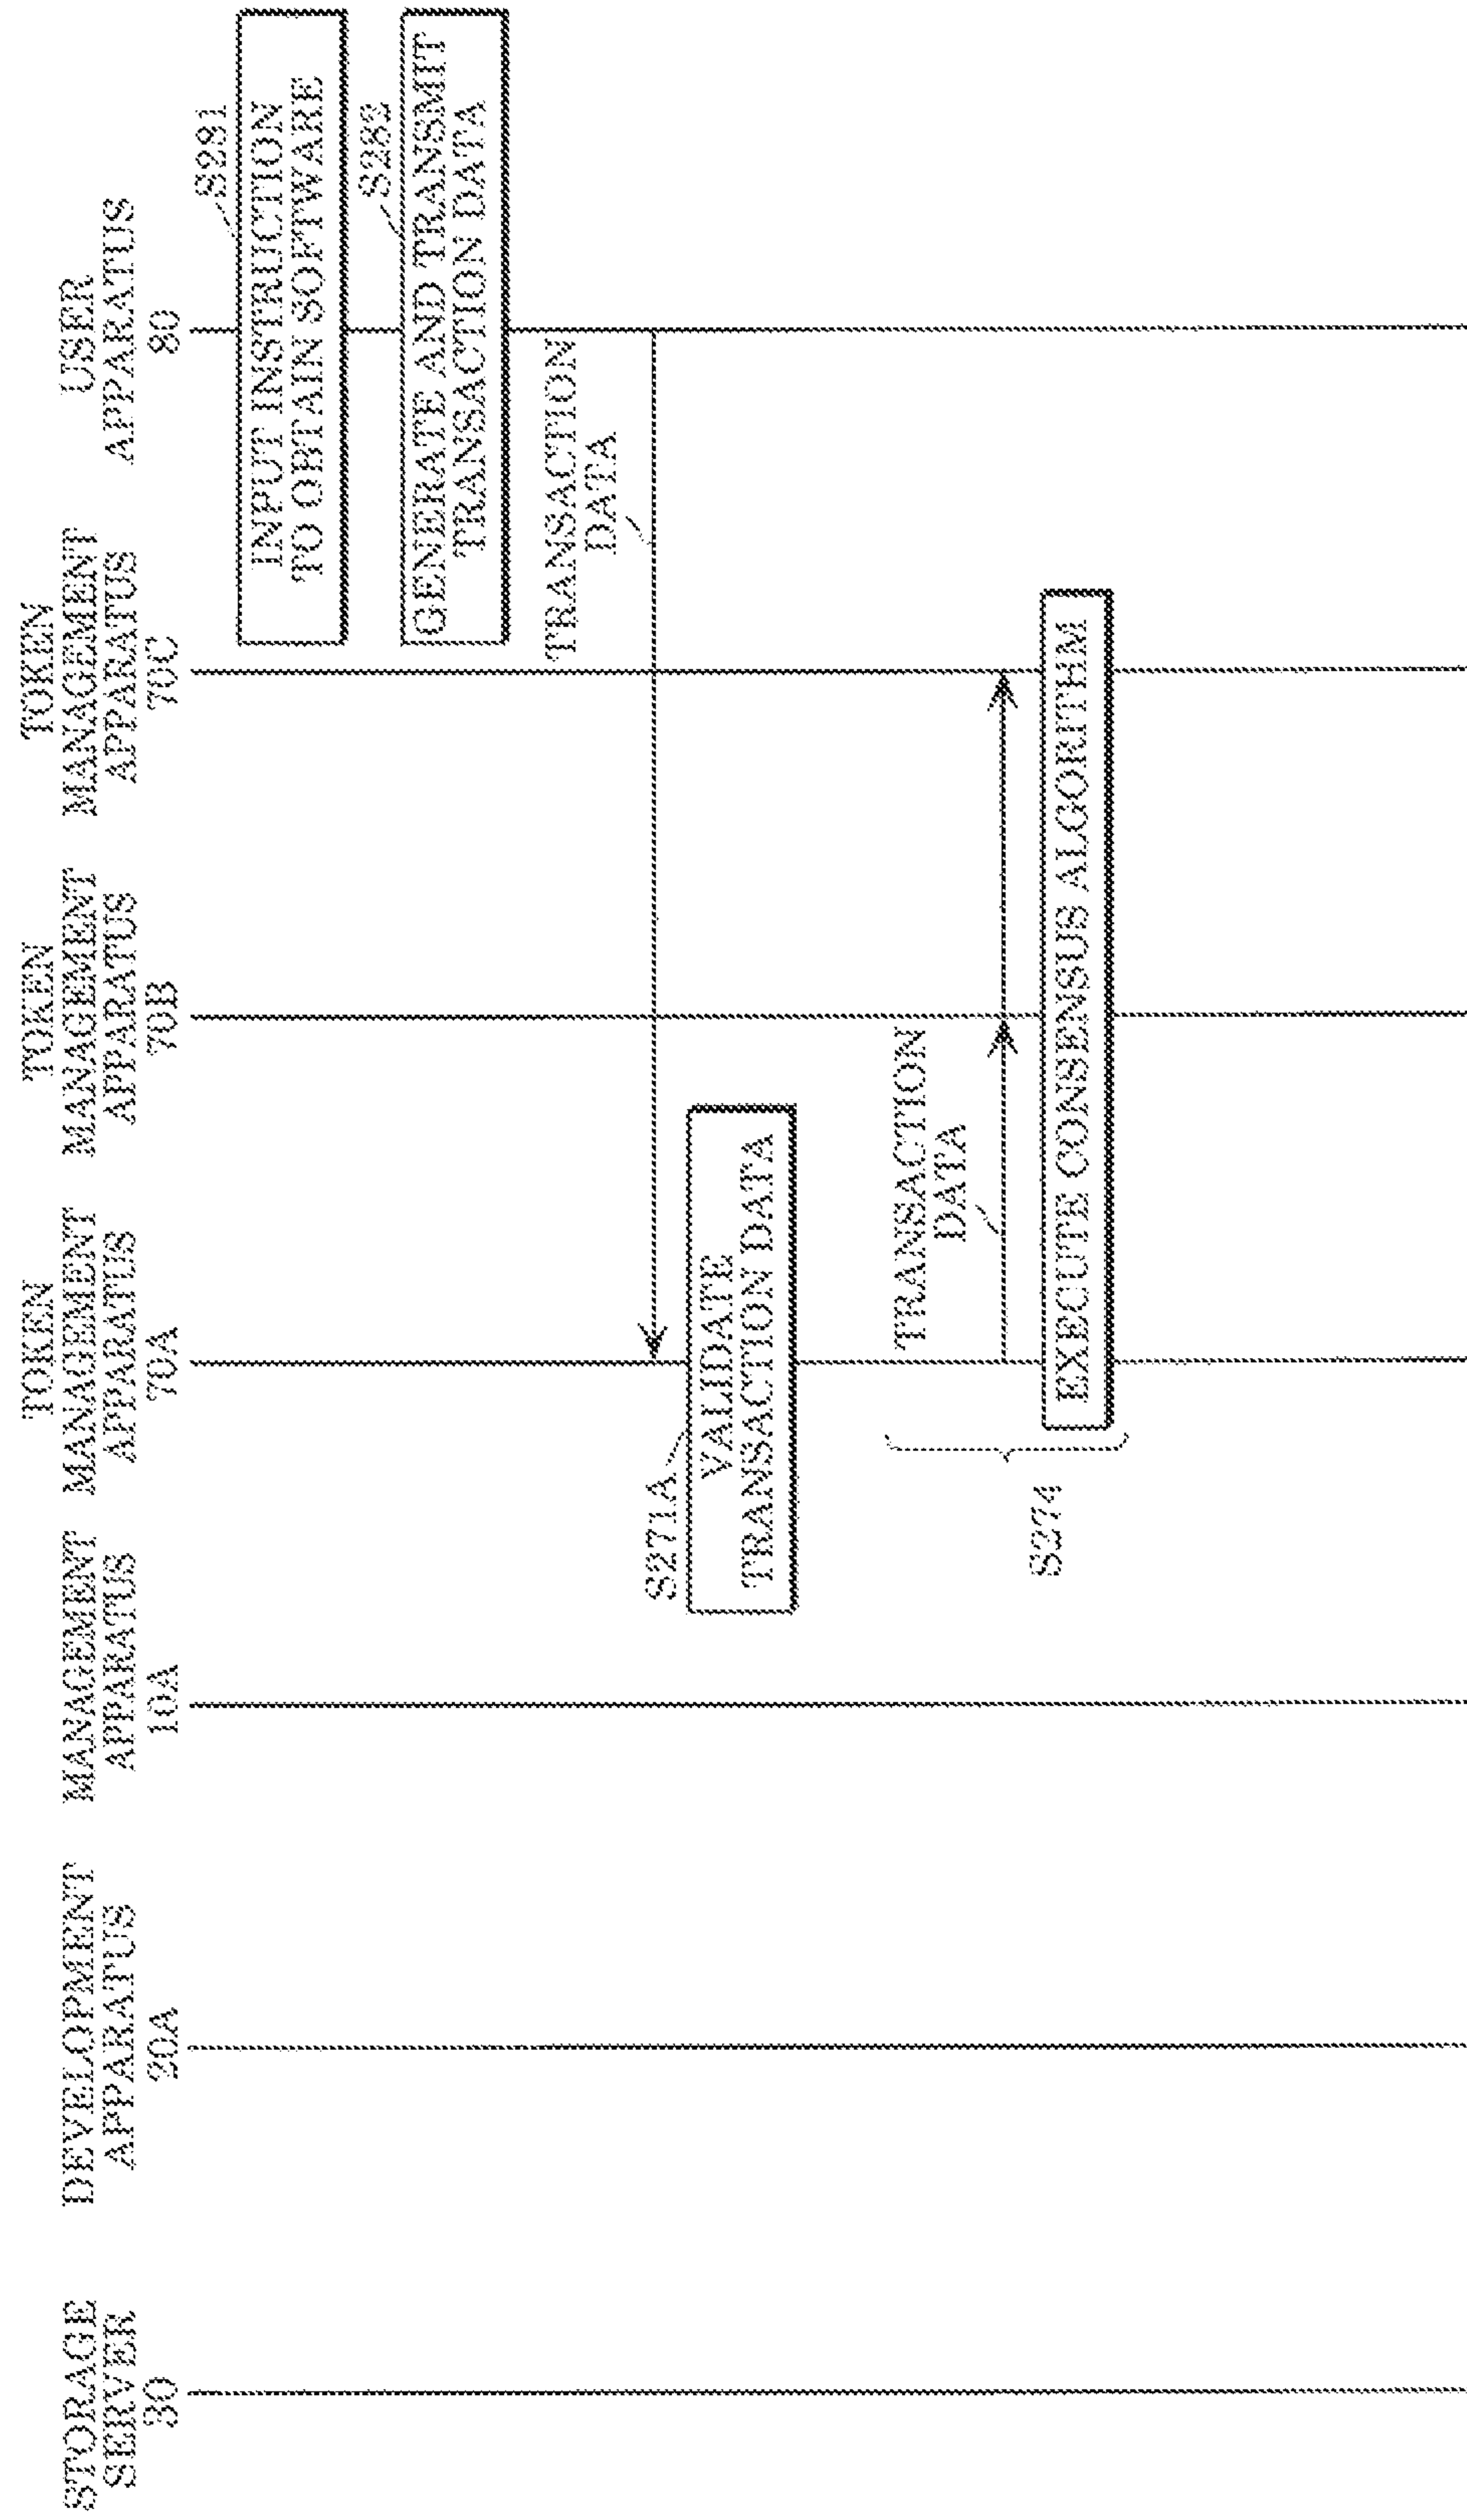 STORAGE
SERVER
30
DEVELOPMENT
APPARATUS
20A
MANAGEMENT
APPARATUS
10A
TOKEN
MANAGEMENT
APPARATUS
70A
TOKEN
MANAGEMENT
APPARATUS
70B
TOKEN
MANAGEMENT
APPARATUS
70C
USER
APPARATUS
80
S281
INPUT INSTRUCTION
TO OBTAIN SOFTWARE
S282
GENERATE AND TRANSMIT
TRANSACTION DATA
TRANSACTION
DATA
S271A
VALIDATE
TRANSACTION DATA
TRANSACTION
DATA
S274
EXECUTE CONSENSUS ALGORITHM